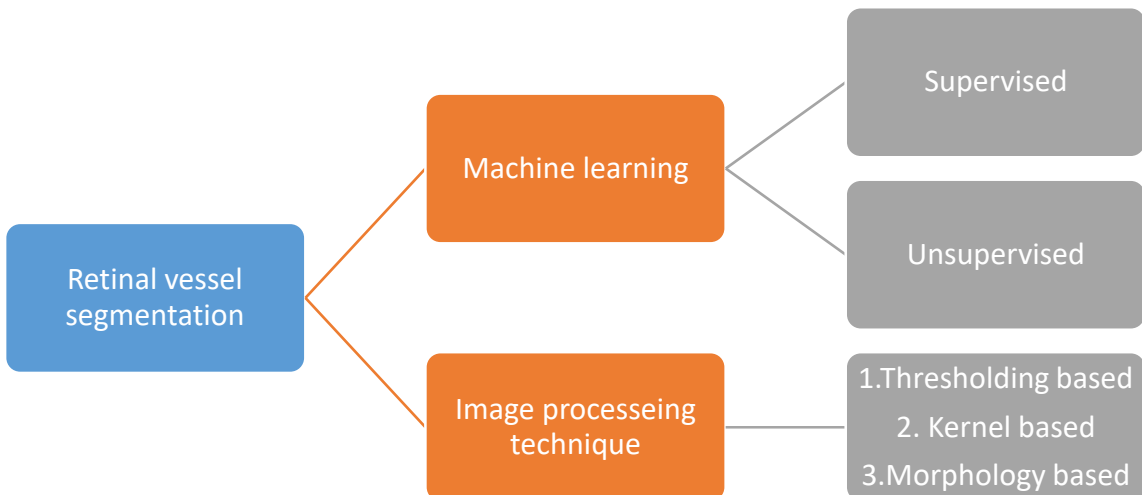 Retinal vessel
segmentation
Machine learning
Supervised
Unsupervised
Image processeing
technique
1.Thresholding based
2. Kernel based
3.Morphology based